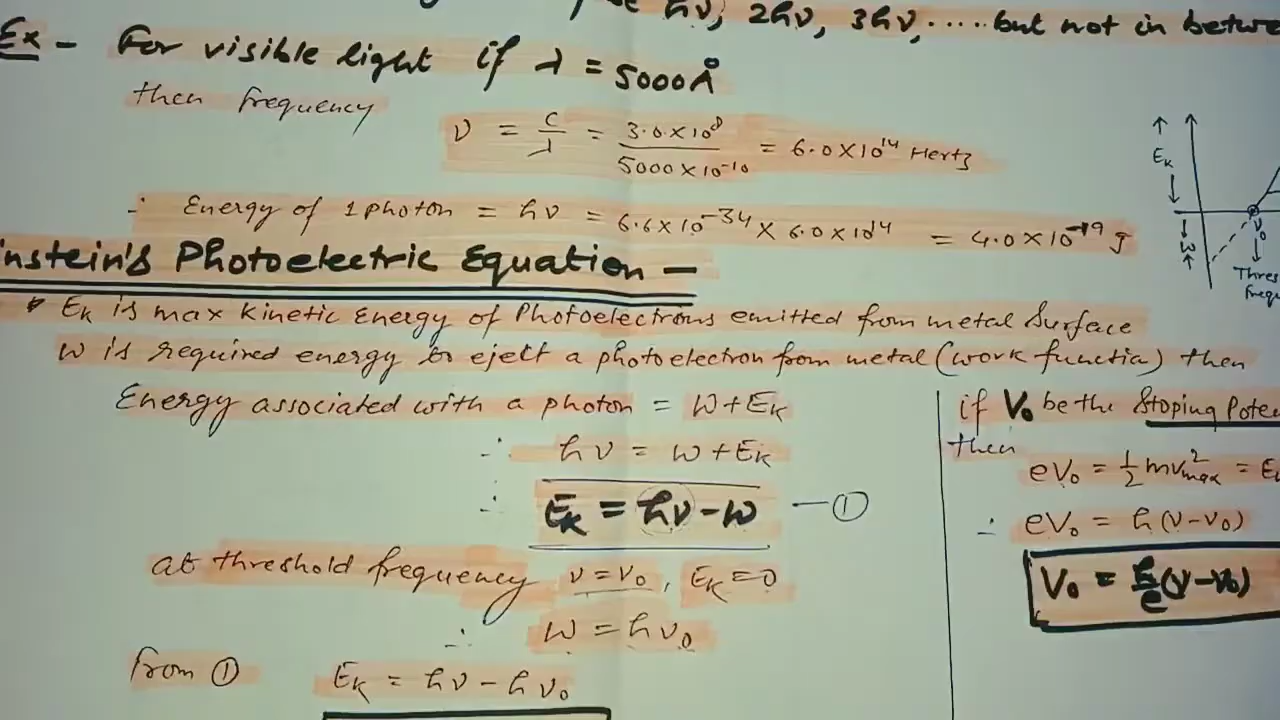 hν, 2hν, 3hν, .....but not in betwe
Ex - For visible light if λ = 5000Å
then frequency
ν = c/λ = 3.0×10⁸/5000×10⁻¹⁰ = 6.0×10¹⁴ Hertz
∴ Energy of 1 photon = hν = 6.6×10⁻³⁴ × 6.0×10¹⁴ = 4.0×10⁻¹⁹ J
instein's Photoelectric Equation -
Ek is max kinetic Energy of Photoelectrons emitted from metal Surface
W is required energy to eject a photoelectron from metal (work functio) then
Energy associated with a photon = W+Ek
∴ hν = W+Ek
∴ Ek = hν-W —①
at threshold frequency ν=ν₀, Ek=0
∴ W = hν₀
from ① Ek = hν - hν₀
if V₀ be the Stoping Pote
then
eV₀ = ½ mv²max = E
∴ eV₀ = h(ν-ν₀)
V₀ = h/e(ν-ν₀)
↑ Ek ↓
↓ W ↑
ν₀
↓
Thres
frequ